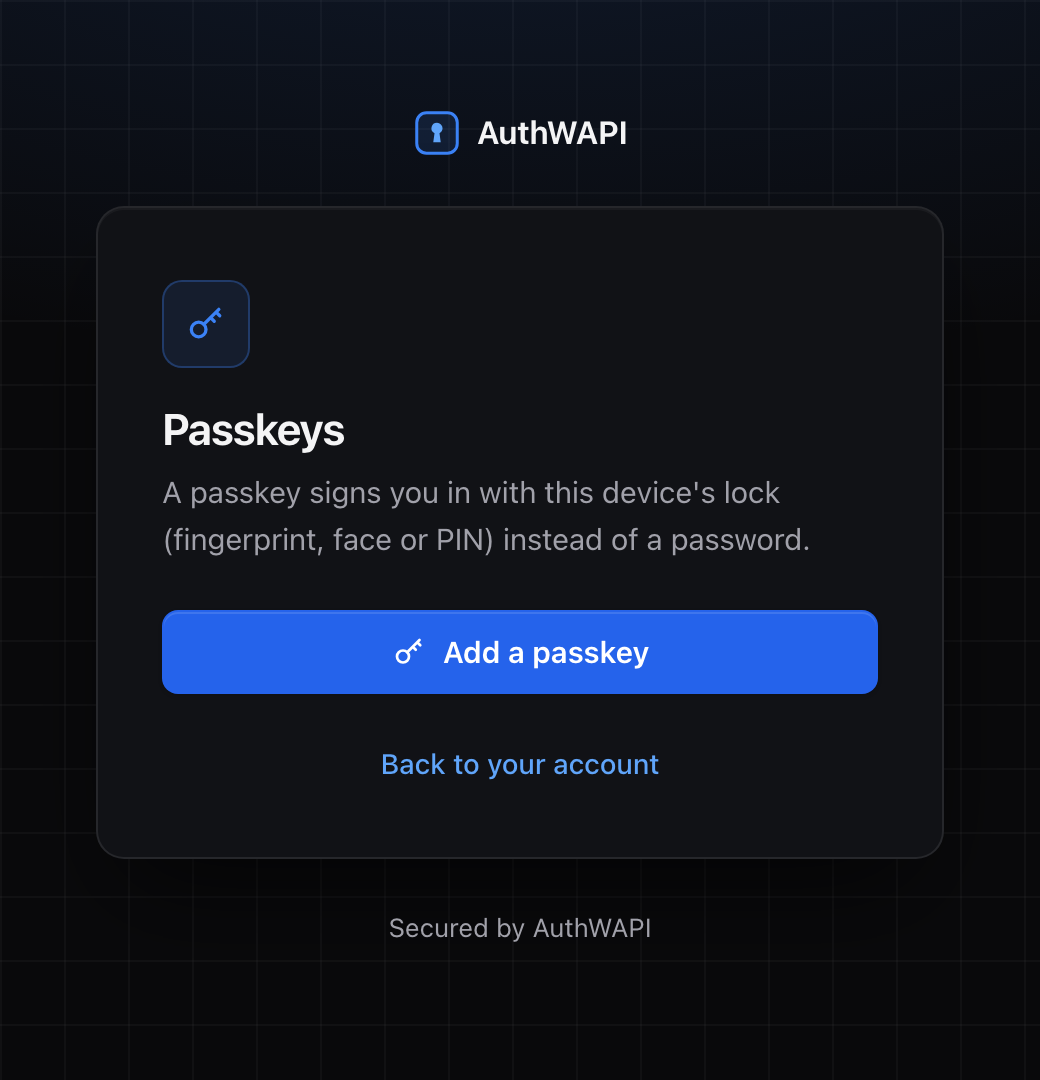 AuthWAPI
Passkeys
A passkey signs you in with this device's lock
(fingerprint, face or PIN) instead of a password.
Add a passkey
Back to your account
Secured by AuthWAPI